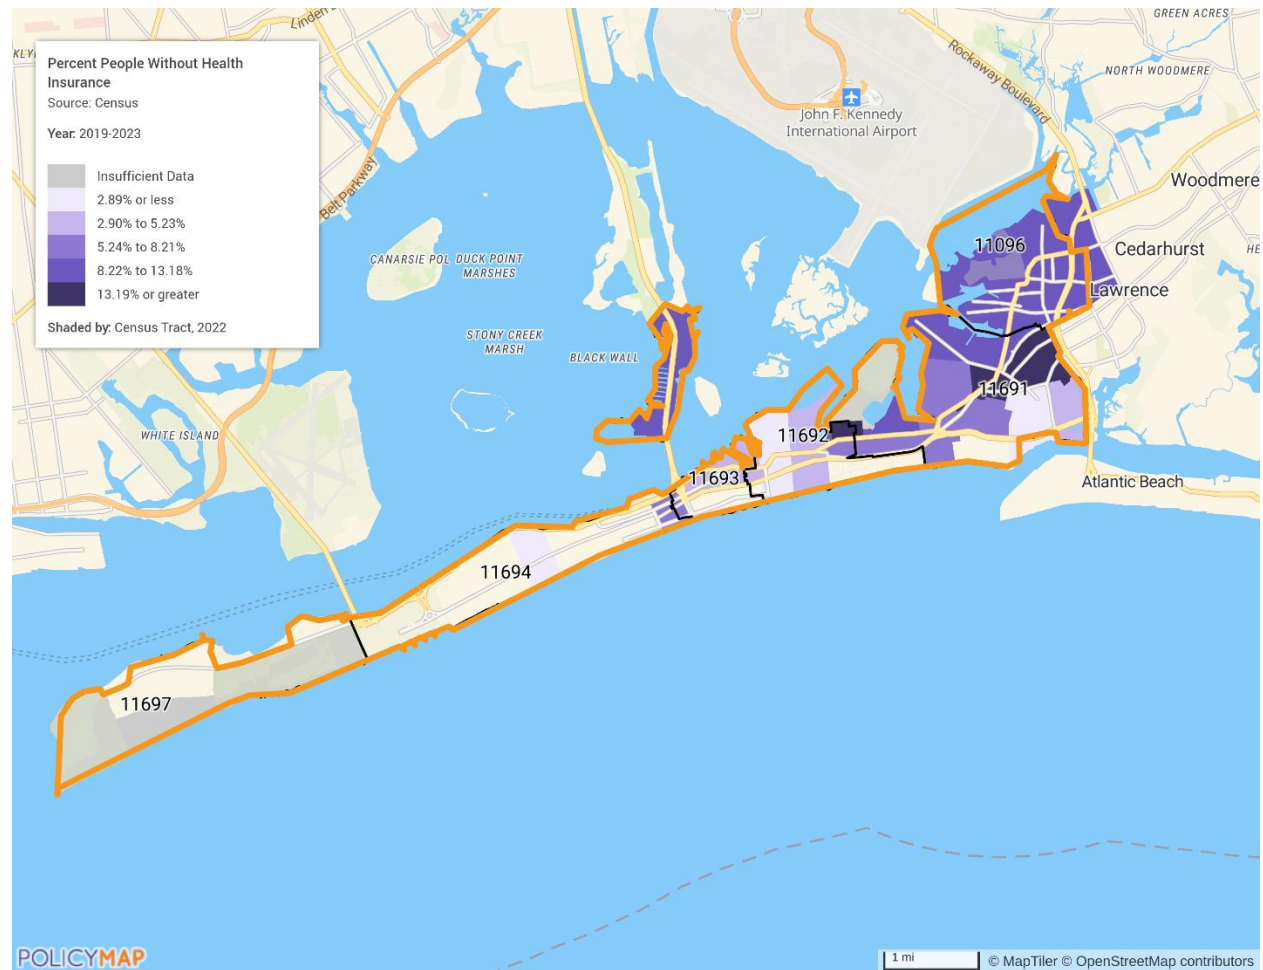 GREEN ACRES
Linden
Percent People Without Health
Insurance
Source: Census
Year: 2019-2023
Insufficient Data
2.89% or less
2.90% to 5.23%
5.24% to 8.21%
8.22% to 13.18%
13.19% or greater
Shaded by: Census Tract, 2022
Rockaway Boulevard
NORTH WOODMERE
John F. Kennedy
International Airport
Belt Parkway
Woodmere
11096
Cedarhurst
CANARSIE POL
DUCK POINT
MARSHES
Lawrence
STONY CREEK
MARSH
BLACK WALL
11691
WHITE ISLAND
11692
11693
Atlantic Beach
11694
11697
POLICYMAP
1 mi
© MapTiler © OpenStreetMap contributors